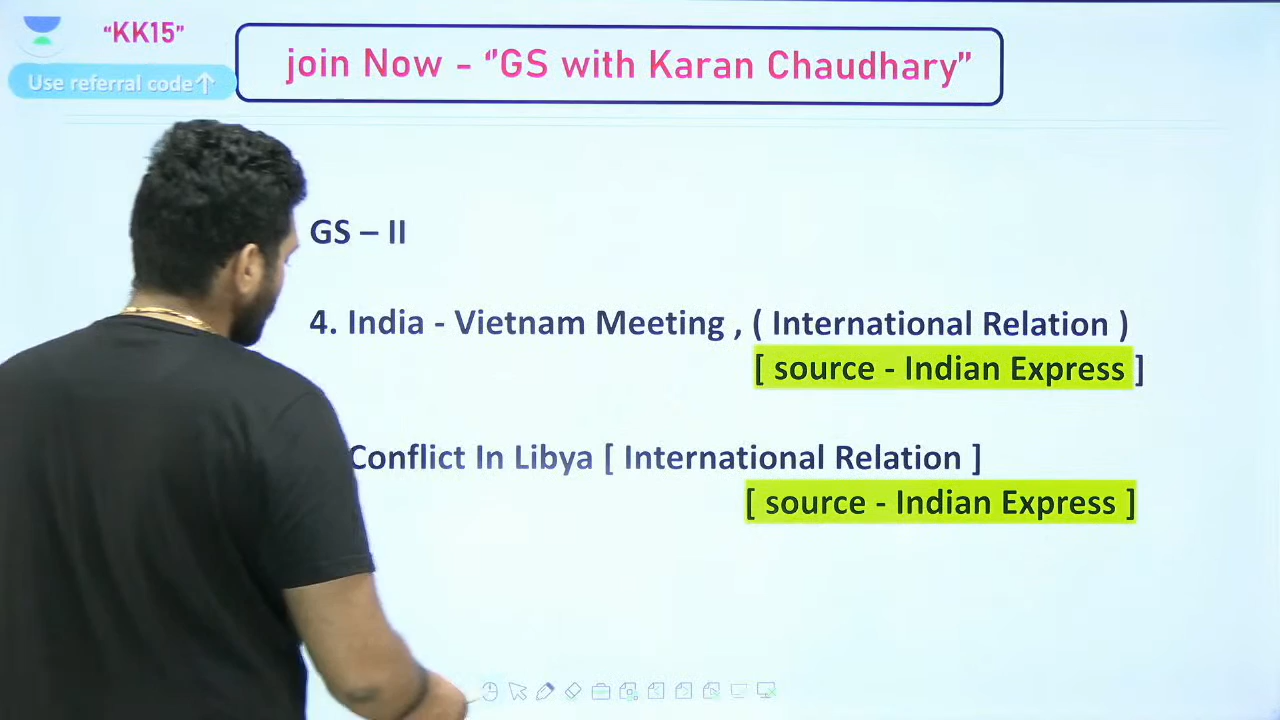 “KK15”
Use referral code↑
join Now - “GS with Karan Chaudhary”
GS – II
4. India - Vietnam Meeting , ( International Relation )
[ source - Indian Express ]
Conflict In Libya [ International Relation ]
[ source - Indian Express ]